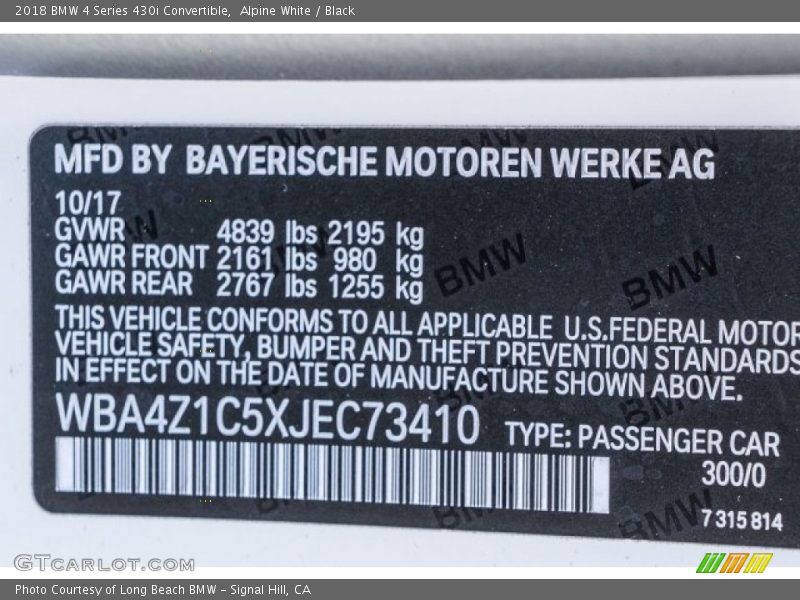 2018 BMW 4 Series 430i Convertible, Alpine White / Black
MFD BY BAYERISCHE MOTOREN WERKE AG
10/17
GVWR 4839 lbs 2195 kg
GAWR FRONT 2161 lbs 980 kg
GAWR REAR 2767 lbs 1255 kg
THIS VEHICLE CONFORMS TO ALL APPLICABLE U.S.FEDERAL MOTOR
VEHICLE SAFETY, BUMPER AND THEFT PREVENTION STANDARDS
IN EFFECT ON THE DATE OF MANUFACTURE SHOWN ABOVE.
WBA4Z1C5XJEC73410 TYPE: PASSENGER CAR
300/0
7 315 814
BMW BMW
GTCARLOT.COM
Photo Courtesy of Long Beach BMW - Signal Hill, CA